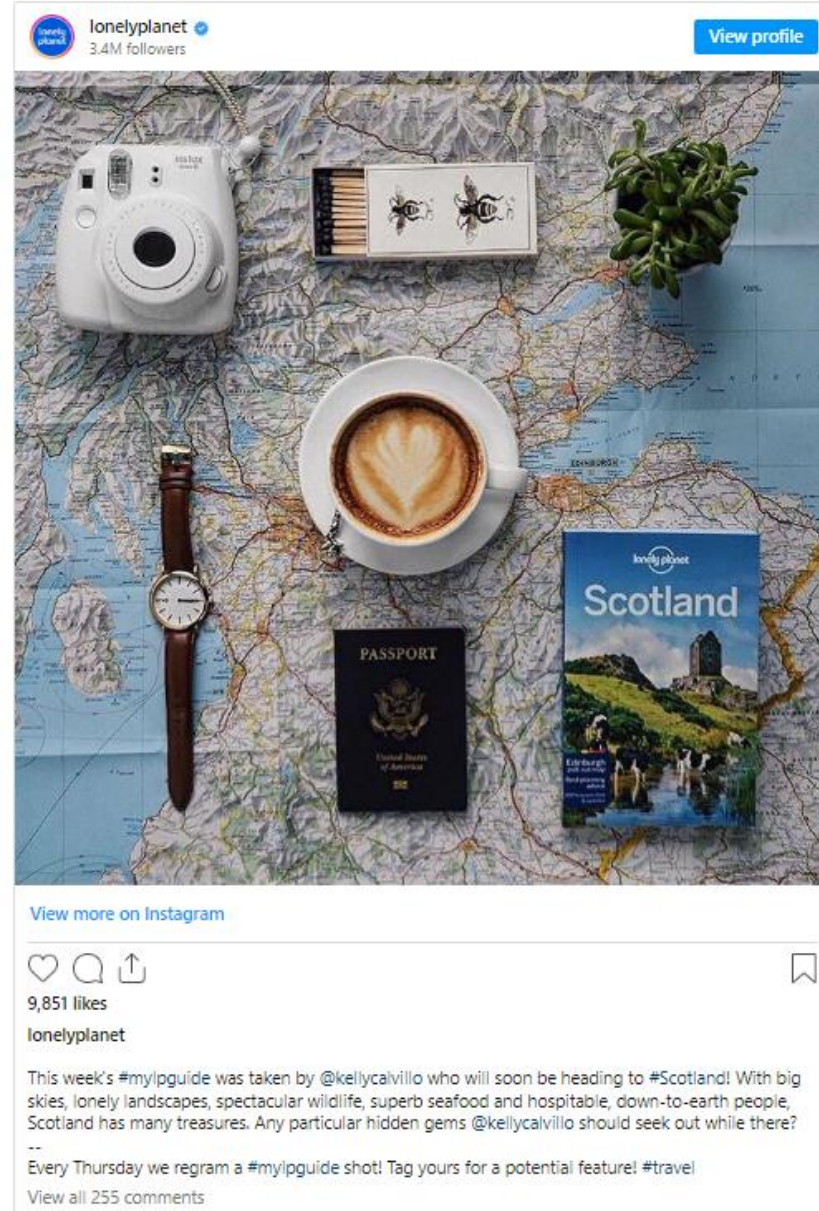 lonely planet
lonelyplanet
3.4M followers
View profile
instax
EDINBURGH
lonely planet
Scotland
PASSPORT
United States
of America
Edinburgh
View more on Instagram
9,851 likes
lonelyplanet
This week's #mylpguide was taken by @kellycalvillo who will soon be heading to #Scotland! With big
skies, lonely landscapes, spectacular wildlife, superb seafood and hospitable, down-to-earth people,
Scotland has many treasures. Any particular hidden gems @kellycalvillo should seek out while there?
--
Every Thursday we regram a #mylpguide shot! Tag yours for a potential feature! #travel
View all 255 comments